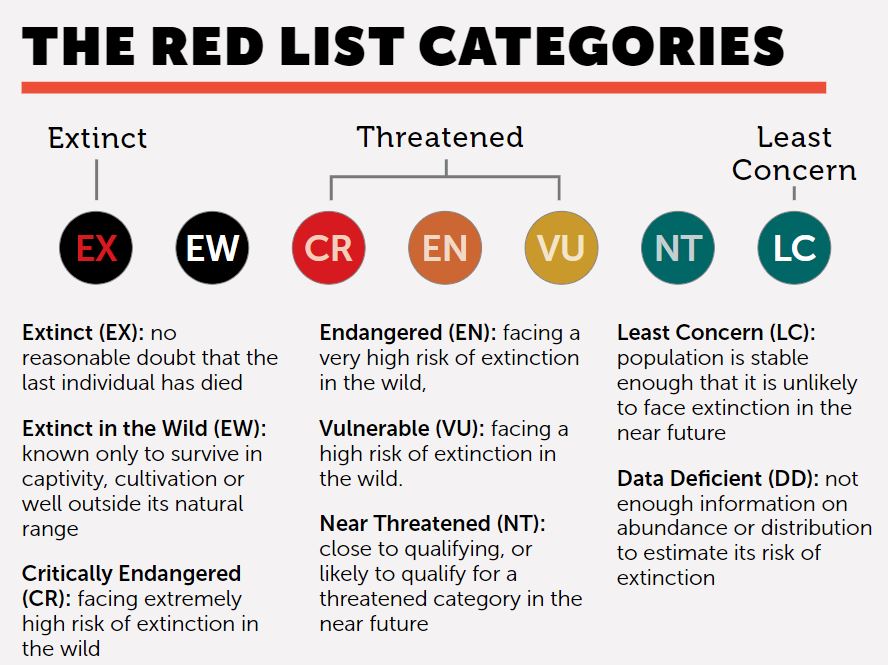 THE RED LIST CATEGORIES
Extinct
Threatened
Least
Concern
EX
EW
CR
EN
VU
NT
LC
Extinct (EX): no
reasonable doubt that the
last individual has died
Extinct in the Wild (EW):
known only to survive in
captivity, cultivation or
well outside its natural
range
Critically Endangered
(CR): facing extremely
high risk of extinction in
the wild
Endangered (EN): facing a
very high risk of extinction
in the wild,
Vulnerable (VU): facing a
high risk of extinction in
the wild.
Near Threatened (NT):
close to qualifying, or
likely to qualify for a
threatened category in the
near future
Least Concern (LC):
population is stable
enough that it is unlikely
to face extinction in the
near future
Data Deficient (DD): not
enough information on
abundance or distribution
to estimate its risk of
extinction